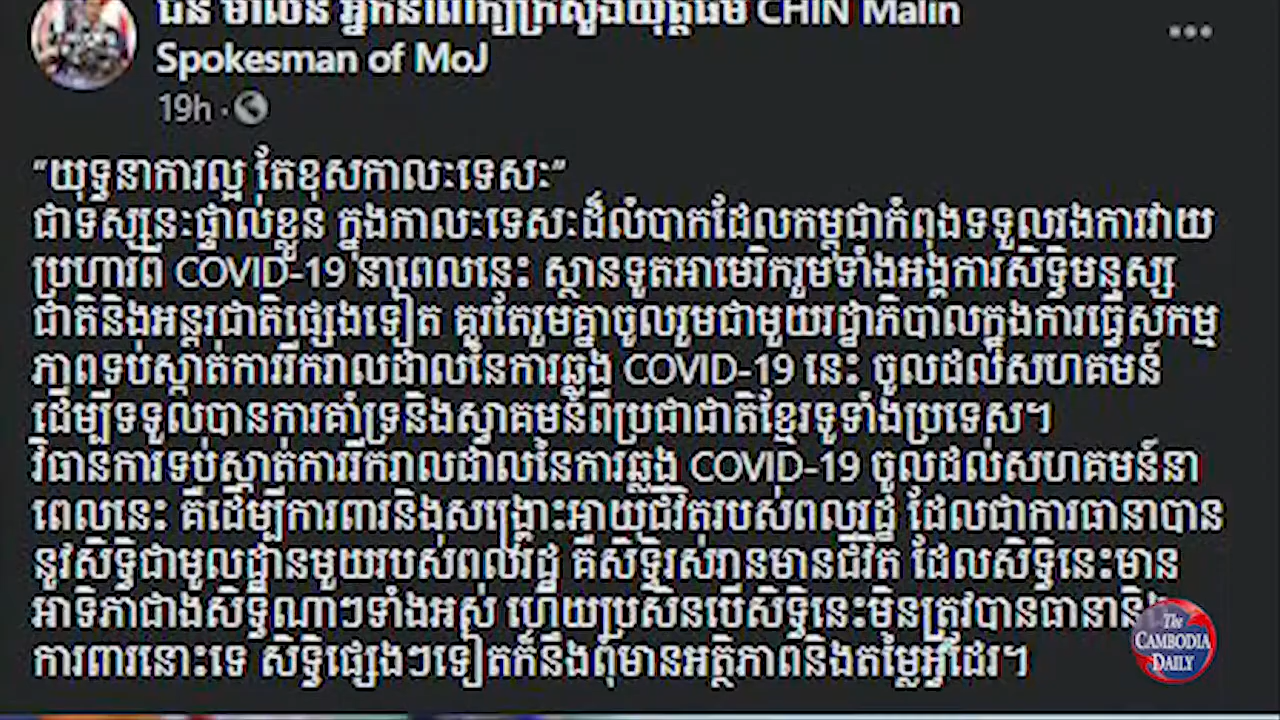 ជិន ម៉ាលីន អ្នកនាំពាក្យក្រសួងយុត្តិធម៌ CHIN Malin
Spokesman of MoJ
19h ·
“យុទ្ធនាការល្អ តែខុសកាលៈទេសៈ”
ជាទស្សនៈផ្ទាល់ខ្លួន ក្នុងកាលៈទេសៈដ៏លំបាកដែលកម្ពុជាកំពុងទទួលរងការវាយ
ប្រហារពី COVID-19 នាពេលនេះ ស្ថានទូតអាមេរិករួមទាំងអង្គការសិទ្ធិមនុស្ស
ជាតិនិងអន្តរជាតិផ្សេងទៀត គួរតែរួមគ្នាចូលរួមជាមួយរដ្ឋាភិបាលក្នុងការធ្វើសកម្ម
ភាពទប់ស្កាត់ការរីករាលដាលនៃការឆ្លង COVID-19 នេះ ចូលដល់សហគមន៍
ដើម្បីទទួលបានការគាំទ្រនិងស្វាគមន៍ពីប្រជាជាតិខ្មែរទូទាំងប្រទេស។
វិធានការទប់ស្កាត់ការរីករាលដាលនៃការឆ្លង COVID-19 ចូលដល់សហគមន៍នា
ពេលនេះ គឺដើម្បីការពារនិងសង្គ្រោះអាយុជីវិតរបស់ពលរដ្ឋ ដែលជាការធានាបាន
នូវសិទ្ធិជាមូលដ្ឋានមួយរបស់ពលរដ្ឋ គឺសិទ្ធិរស់រានមានជីវិត ដែលសិទ្ធិនេះមាន
អាទិភាពជាងសិទ្ធិណាៗទាំងអស់ ហើយប្រសិនបើសិទ្ធិនេះមិនត្រូវបានធានានិង
ការពារនោះទេ សិទ្ធិផ្សេងៗទៀតក៏នឹងពុំមានអត្ថិភាពនិងតម្លៃអ្វីដែរ។
The
CAMBODIA
DAILY